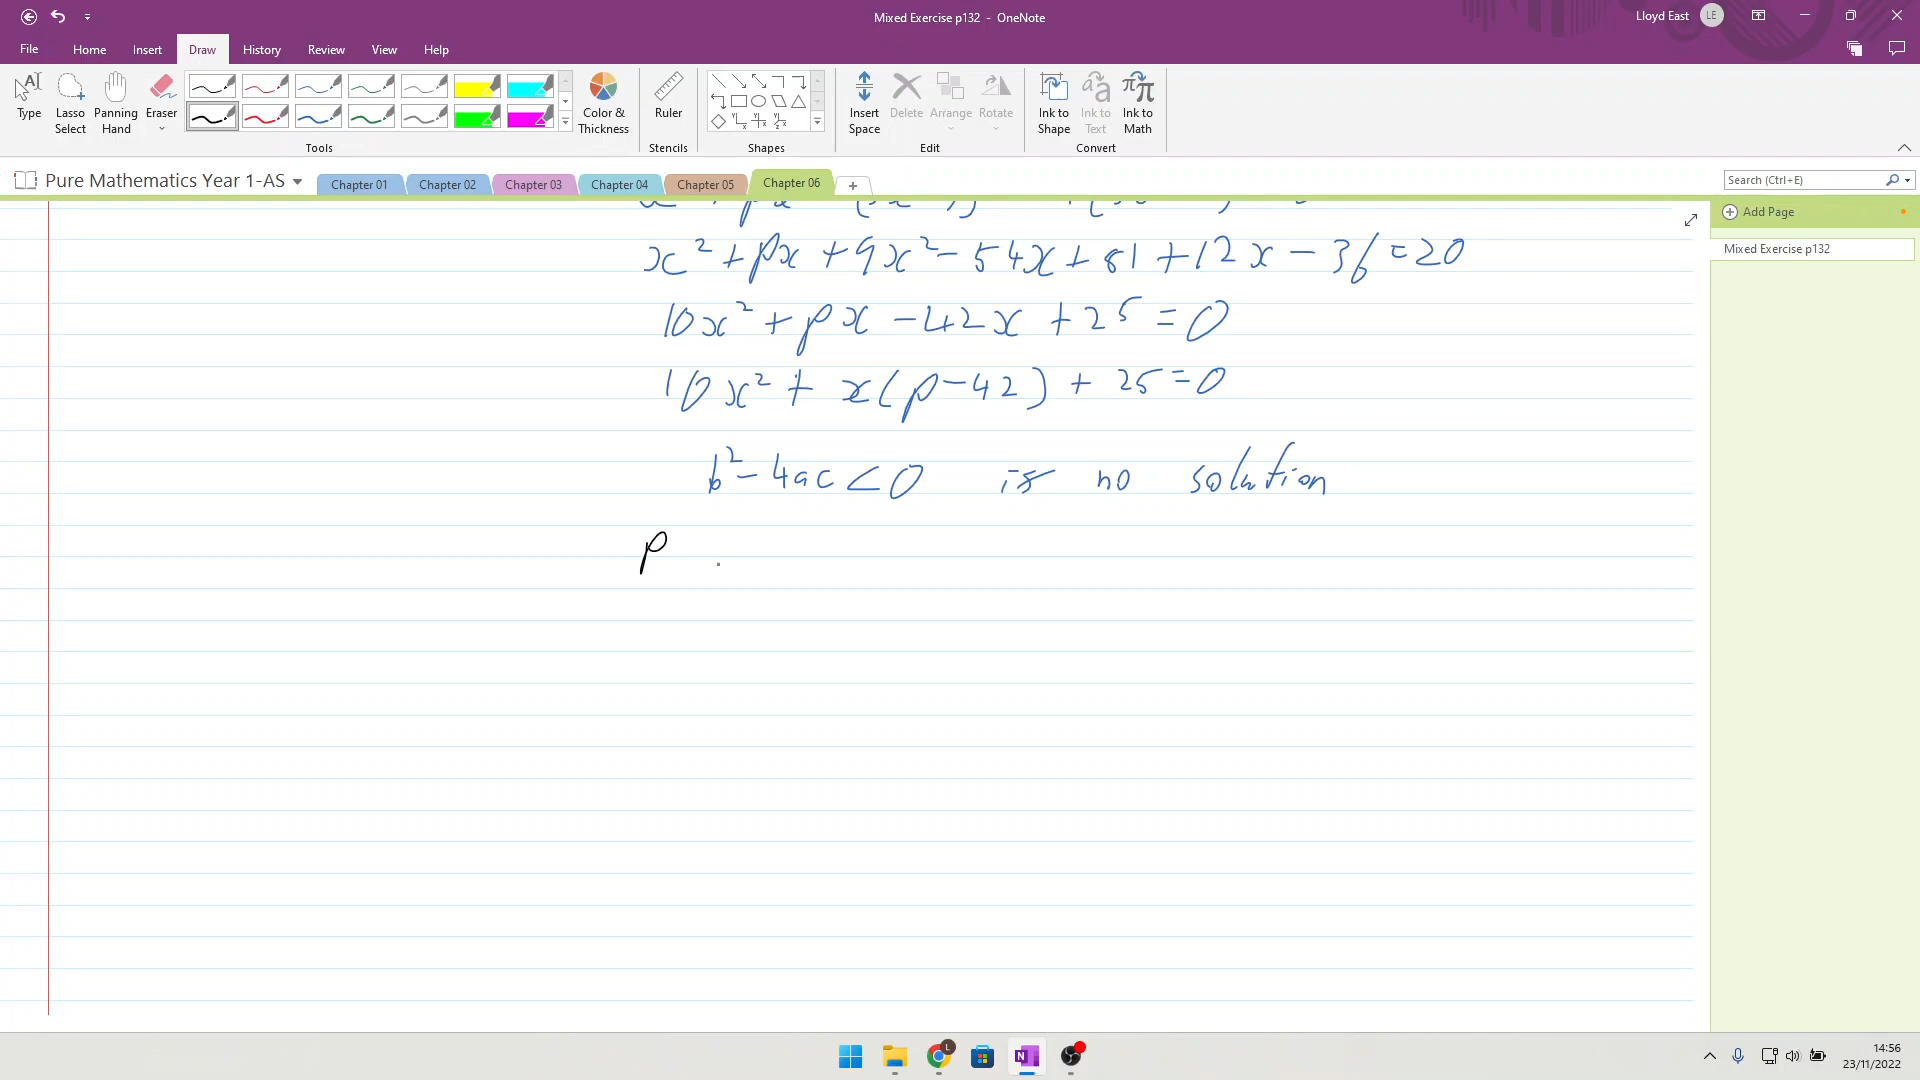 Mixed Exercise p132 - OneNote
Lloyd East
LE
File
Home
Insert
Draw
History
Review
View
Help
Type
Lasso Select
Panning Hand
Eraser
Color & Thickness
Ruler
Insert Space
Delete
Arrange
Rotate
Ink to Shape
Ink to Text
Ink to Math
Tools
Stencils
Shapes
Edit
Convert
Pure Mathematics Year 1-AS
Chapter 01
Chapter 02
Chapter 03
Chapter 04
Chapter 05
Chapter 06
Search (Ctrl+E)
Add Page
Mixed Exercise p132
x² + px + 9x² - 54x + 81 + 12x - 36 = 20
10x² + px - 42x + 25 = 0
10x² + x(p - 42) + 25 = 0
b² - 4ac < 0 is no solution
p
14:56
23/11/2022